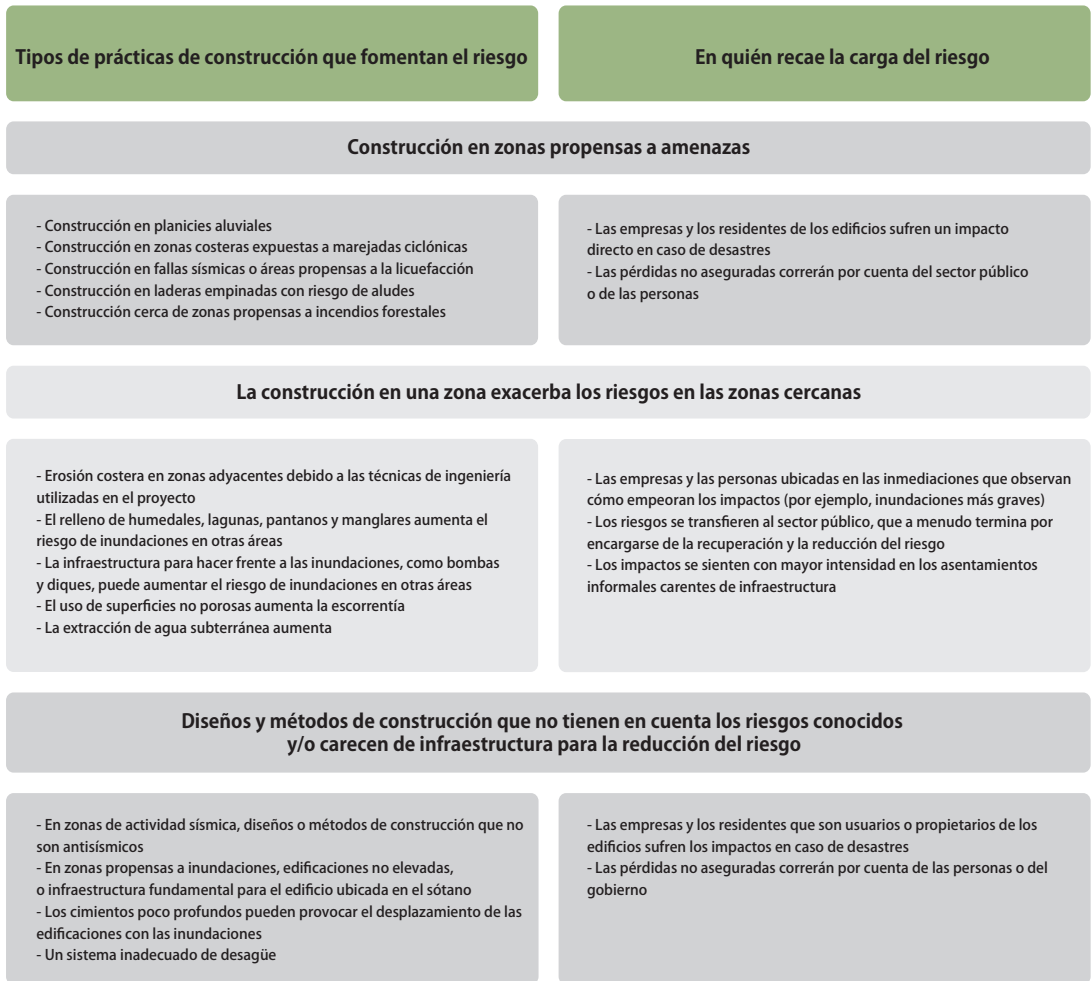 Tipos de prácticas de construcción que fomentan el riesgo
En quién recae la carga del riesgo
Construcción en zonas propensas a amenazas
- Construcción en planicies aluviales
- Construcción en zonas costeras expuestas a marejadas ciclónicas
- Construcción en fallas sísmicas o áreas propensas a la licuefacción
- Construcción en laderas empinadas con riesgo de aludes
- Construcción cerca de zonas propensas a incendios forestales
- Las empresas y los residentes de los edificios sufren un impacto
directo en caso de desastres
- Las pérdidas no aseguradas correrán por cuenta del sector público
o de las personas
La construcción en una zona exacerba los riesgos en las zonas cercanas
- Erosión costera en zonas adyacentes debido a las técnicas de ingeniería
utilizadas en el proyecto
- El relleno de humedales, lagunas, pantanos y manglares aumenta el
riesgo de inundaciones en otras áreas
- La infraestructura para hacer frente a las inundaciones, como bombas
y diques, puede aumentar el riesgo de inundaciones en otras áreas
- El uso de superficies no porosas aumenta la escorrentía
- La extracción de agua subterránea aumenta
- Las empresas y las personas ubicadas en las inmediaciones que observan
cómo empeoran los impactos (por ejemplo, inundaciones más graves)
- Los riesgos se transfieren al sector público, que a menudo termina por
encargarse de la recuperación y la reducción del riesgo
- Los impactos se sienten con mayor intensidad en los asentamientos
informales carentes de infraestructura
Diseños y métodos de construcción que no tienen en cuenta los riesgos conocidos
y/o carecen de infraestructura para la reducción del riesgo
- En zonas de actividad sísmica, diseños o métodos de construcción que no
son antisísmicos
- En zonas propensas a inundaciones, edificaciones no elevadas,
o infraestructura fundamental para el edificio ubicada en el sótano
- Los cimientos poco profundos pueden provocar el desplazamiento de las
edificaciones con las inundaciones
- Un sistema inadecuado de desagüe
- Las empresas y los residentes que son usuarios o propietarios de los
edificios sufren los impactos en caso de desastres
- Las pérdidas no aseguradas correrán por cuenta de las personas o del
gobierno